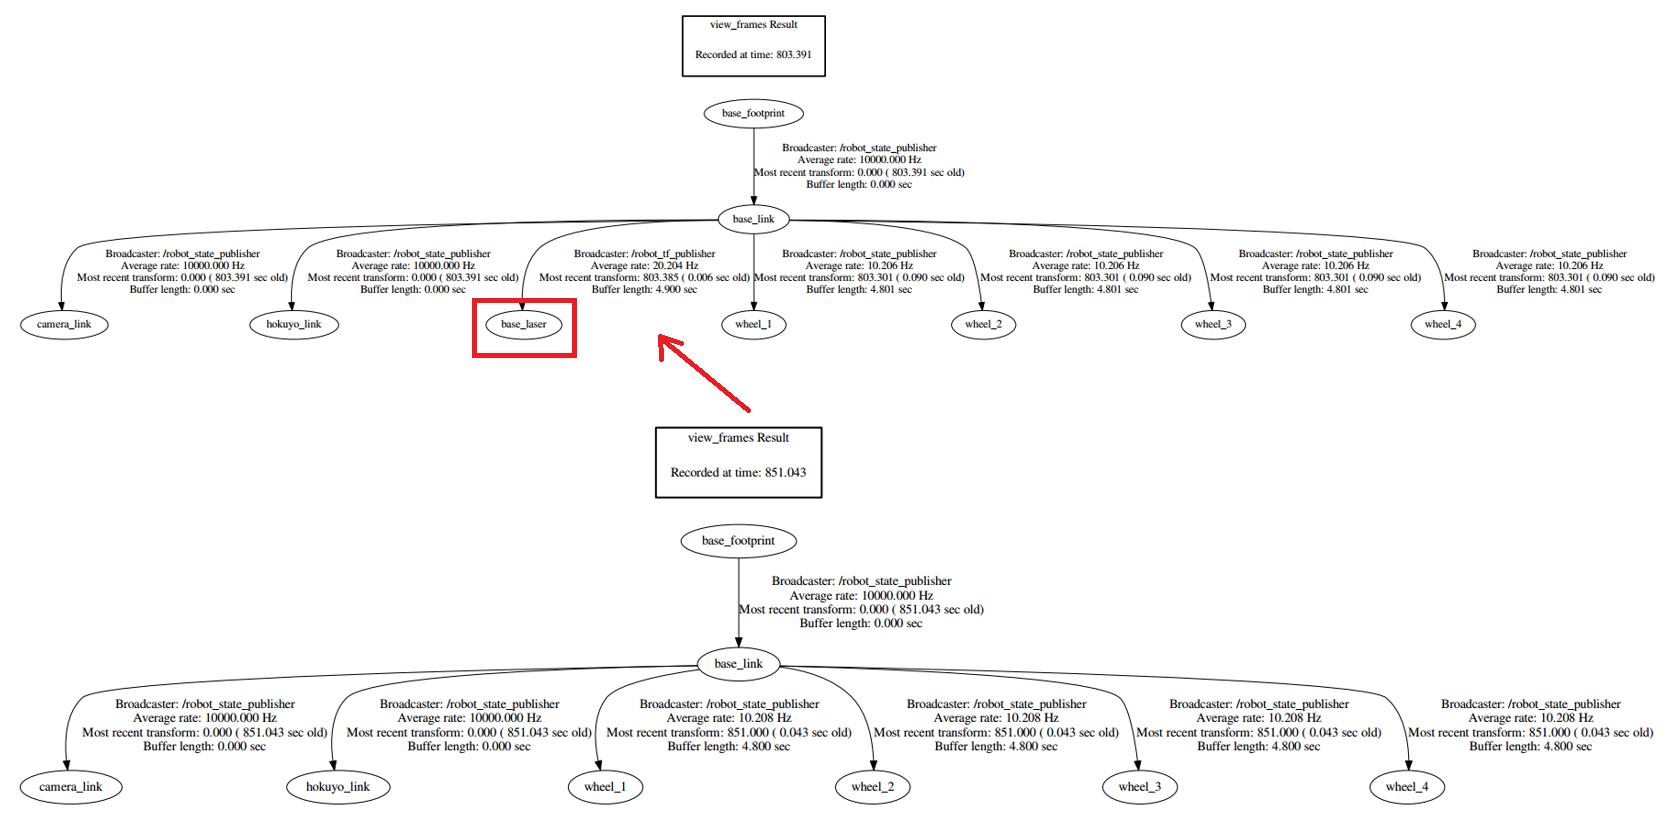 view_frames Result
Recorded at time: 803.391
base_footprint
Broadcaster: /robot_state_publisher
Average rate: 10000.000 Hz
Most recent transform: 0.000 ( 803.391 sec old)
Buffer length: 0.000 sec
base_link
Broadcaster: /robot_state_publisher
Average rate: 10000.000 Hz
Most recent transform: 0.000 ( 803.391 sec old)
Buffer length: 0.000 sec
Broadcaster: /robot_state_publisher
Average rate: 10000.000 Hz
Most recent transform: 0.000 ( 803.391 sec old)
Buffer length: 0.000 sec
Broadcaster: /robot_tf_publisher
Average rate: 20.204 Hz
Most recent transform: 803.385 ( 0.006 sec old)
Buffer length: 4.900 sec
Broadcaster: /robot_state_publisher
Average rate: 10.206 Hz
Most recent transform: 803.301 ( 0.090 sec old)
Buffer length: 4.801 sec
Broadcaster: /robot_state_publisher
Average rate: 10.206 Hz
Most recent transform: 803.301 ( 0.090 sec old)
Buffer length: 4.801 sec
Broadcaster: /robot_state_publisher
Average rate: 10.206 Hz
Most recent transform: 803.301 ( 0.090 sec old)
Buffer length: 4.801 sec
Broadcaster: /robot_state_publisher
Average rate: 10.206 Hz
Most recent transform: 803.301 ( 0.090 sec old)
Buffer length: 4.801 sec
camera_link
hokuyo_link
base_laser
wheel_1
wheel_2
wheel_3
wheel_4
view_frames Result
Recorded at time: 851.043
base_footprint
Broadcaster: /robot_state_publisher
Average rate: 10000.000 Hz
Most recent transform: 0.000 ( 851.043 sec old)
Buffer length: 0.000 sec
base_link
Broadcaster: /robot_state_publisher
Average rate: 10000.000 Hz
Most recent transform: 0.000 ( 851.043 sec old)
Buffer length: 0.000 sec
Broadcaster: /robot_state_publisher
Average rate: 10000.000 Hz
Most recent transform: 0.000 ( 851.043 sec old)
Buffer length: 0.000 sec
Broadcaster: /robot_state_publisher
Average rate: 10.208 Hz
Most recent transform: 851.000 ( 0.043 sec old)
Buffer length: 4.800 sec
Broadcaster: /robot_state_publisher
Average rate: 10.208 Hz
Most recent transform: 851.000 ( 0.043 sec old)
Buffer length: 4.800 sec
Broadcaster: /robot_state_publisher
Average rate: 10.208 Hz
Most recent transform: 851.000 ( 0.043 sec old)
Buffer length: 4.800 sec
Broadcaster: /robot_state_publisher
Average rate: 10.208 Hz
Most recent transform: 851.000 ( 0.043 sec old)
Buffer length: 4.800 sec
camera_link
hokuyo_link
wheel_1
wheel_2
wheel_3
wheel_4